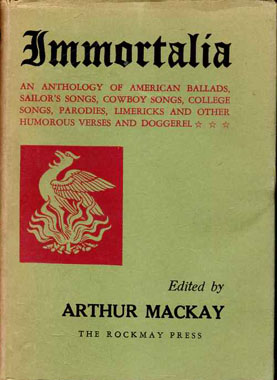 Immortalia
AN ANTHOLOGY OF AMERICAN BALLADS,
SAILOR'S SONGS, COWBOY SONGS, COLLEGE
SONGS, PARODIES, LIMERICKS AND OTHER
HUMOROUS VERSES AND DOGGEREL ☆ ☆ ☆
Edited by
ARTHUR MACKAY
THE ROCKMAY PRESS